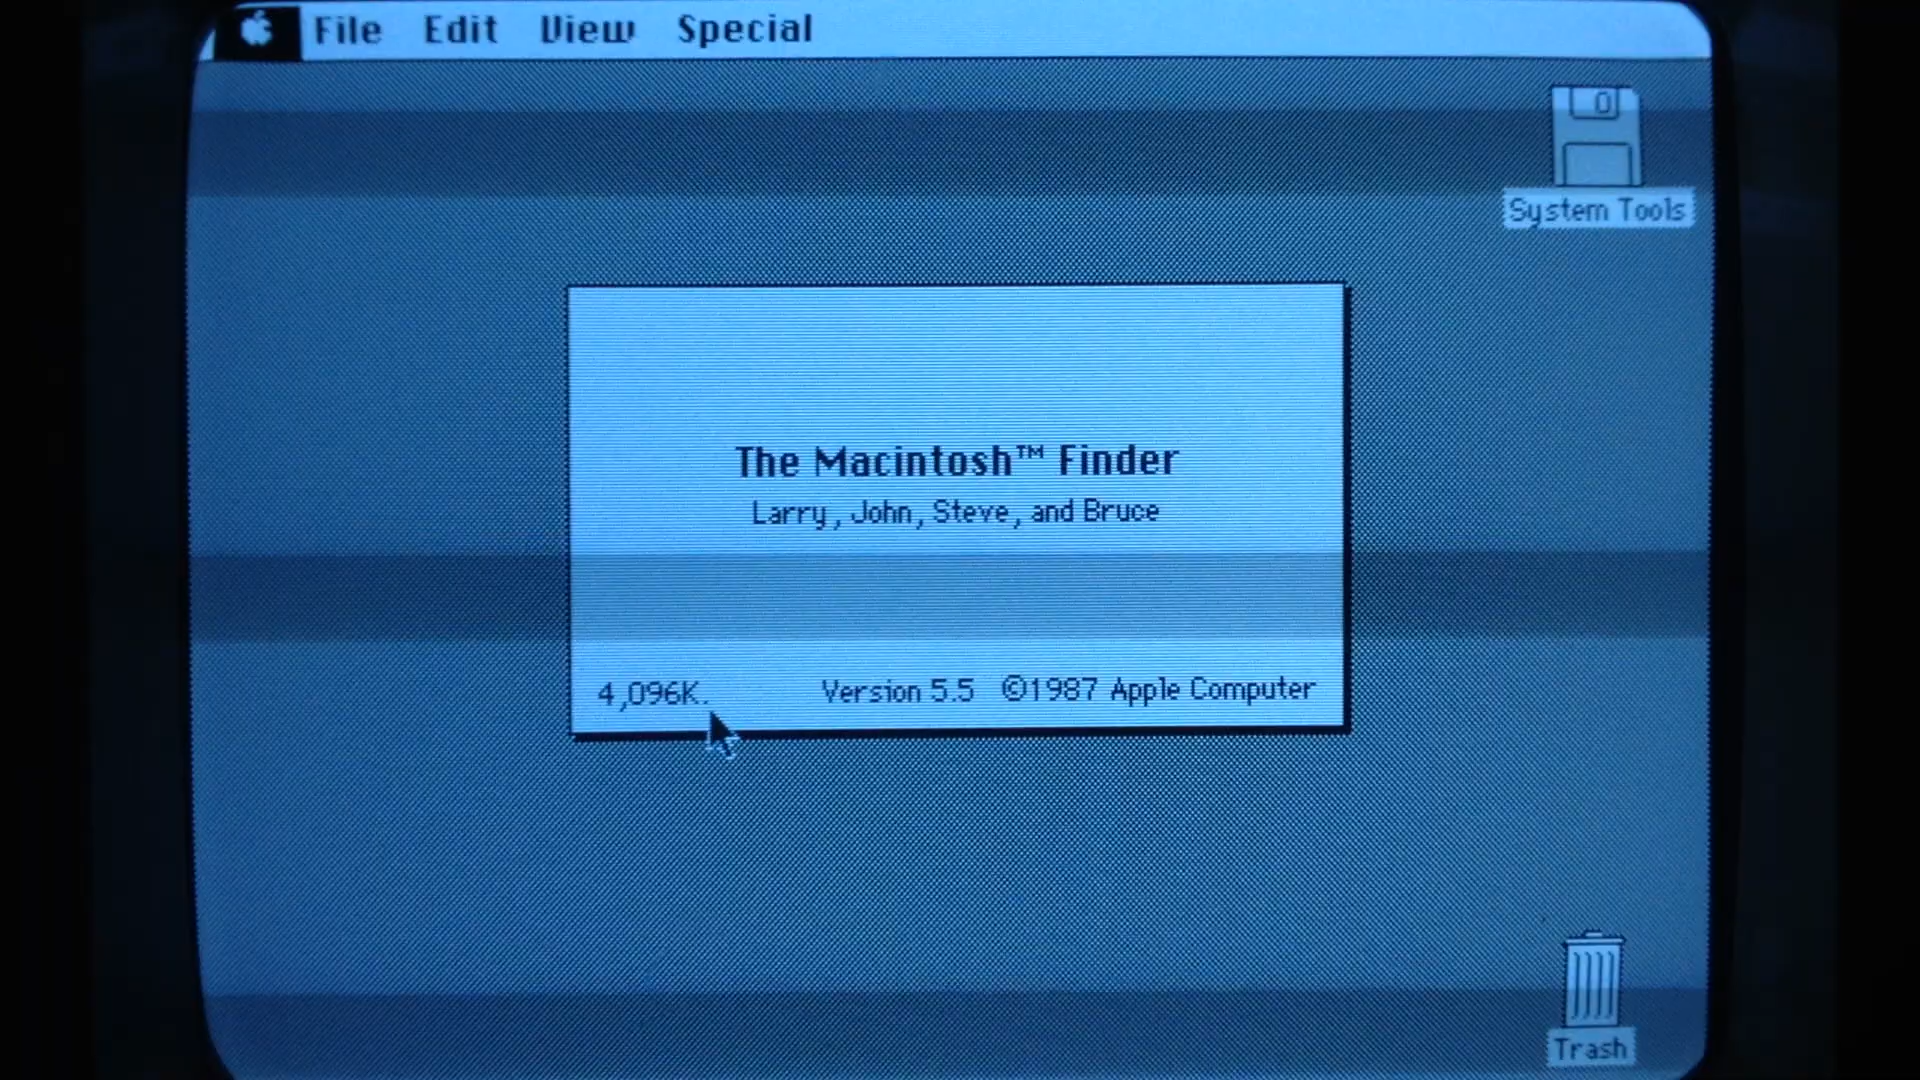 File Edit View Special
System Tools
The Macintosh™ Finder
Larry, John, Steve, and Bruce
4,096K. Version 5.5 ©1987 Apple Computer
Trash